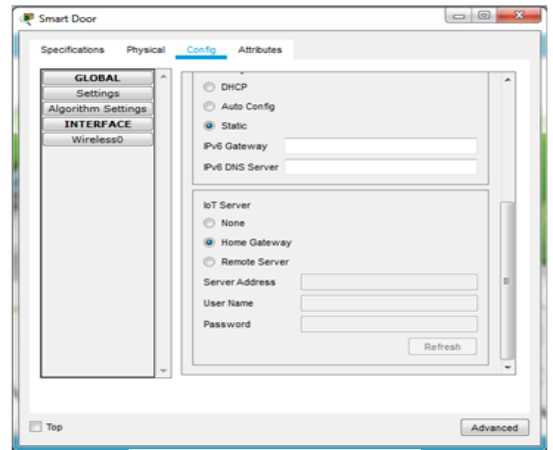 Smart Door
Specifications Physical Config Attributes
GLOBAL
Settings
Algorithm Settings
INTERFACE
Wireless0
DHCP
Auto Config
Static
IPv6 Gateway
IPv6 DNS Server
IoT Server
None
Home Gateway
Remote Server
Server Address
User Name
Password
Refresh
Top
Advanced